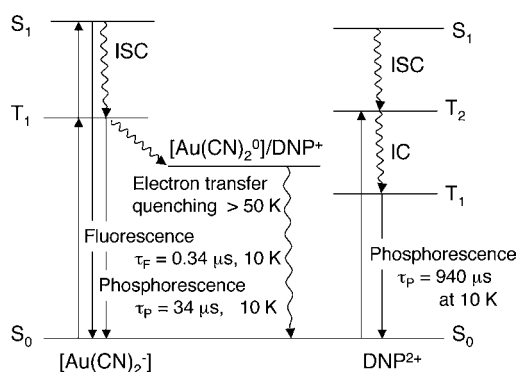 S₁
ISC
T₁
[Au(CN)₂⁰]/DNP⁺
Electron transfer
quenching > 50 K
Fluorescence
τF = 0.34 μs, 10 K
Phosphorescence
τP = 34 μs, 10 K
S₀
[Au(CN)₂⁻]
S₁
ISC
T₂
IC
T₁
Phosphorescence
τP = 940 μs
at 10 K
S₀
DNP²⁺